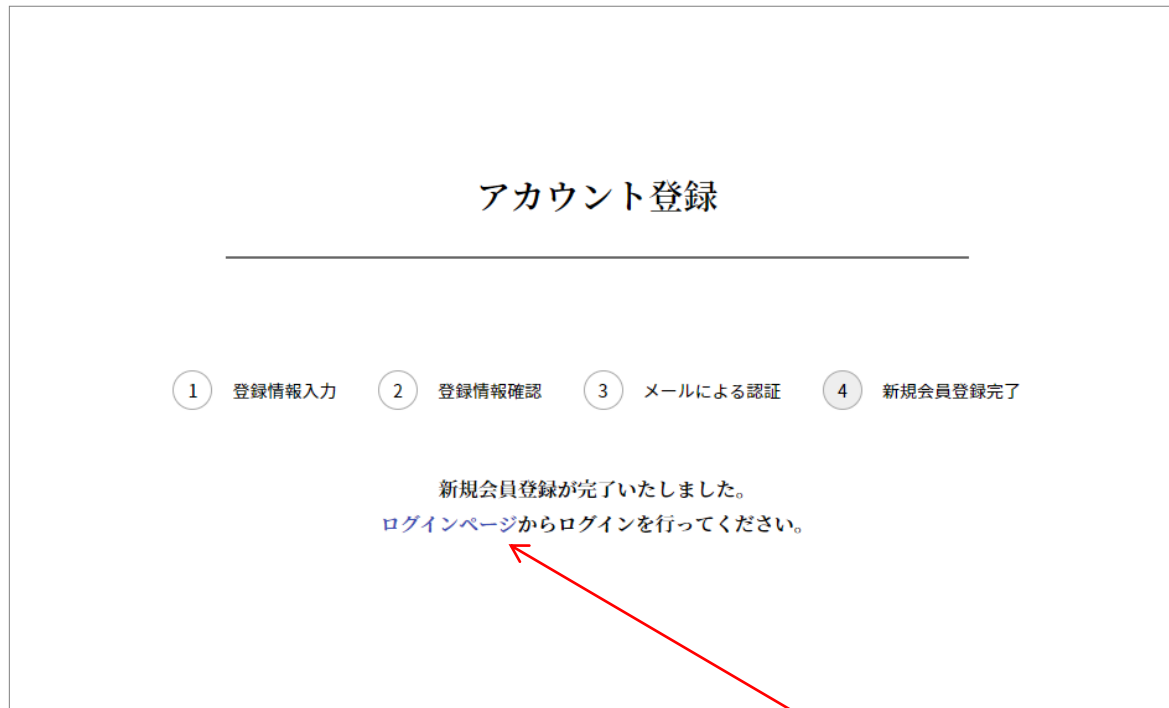 アカウント登録
1 登録情報入力 2 登録情報確認 3 メールによる認証 4 新規会員登録完了
新規会員登録が完了いたしました。
ログインページからログインを行ってください。